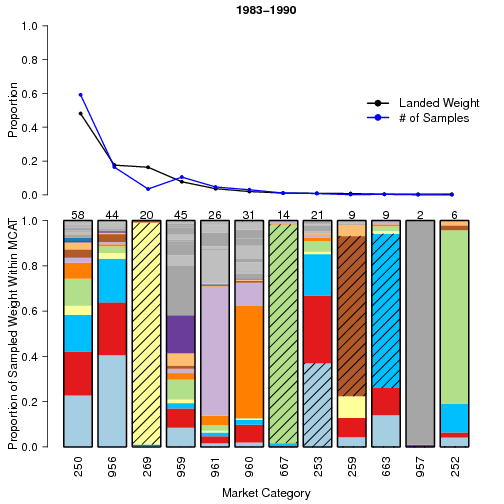 1983−1990
1.0
0.8
0.6
0.4
0.2
0.0
Proportion
Landed Weight
# of Samples
58 44 20 45 26 31 14 21 9 9 2 6
1.0
0.8
0.6
0.4
0.2
0.0
Proportion of Sampled Weight Within MCAT
250 956 269 959 961 960 667 253 259 663 957 252
Market Category